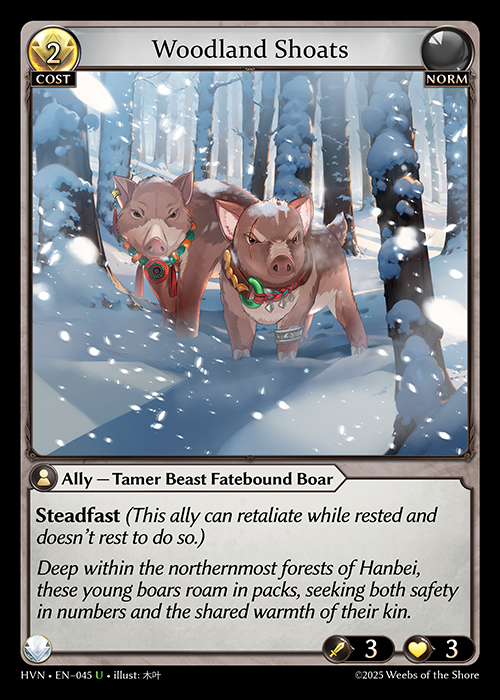 2
COST
Woodland Shoats
NORM
Ally — Tamer Beast Fatebound Boar
Steadfast (This ally can retaliate while rested and
doesn't rest to do so.)
Deep within the northernmost forests of Hanbei,
these young boars roam in packs, seeking both safety
in numbers and the shared warmth of their kin.
3
3
HVN • EN-045 U • illust: 木叶
©2025 Weebs of the Shore